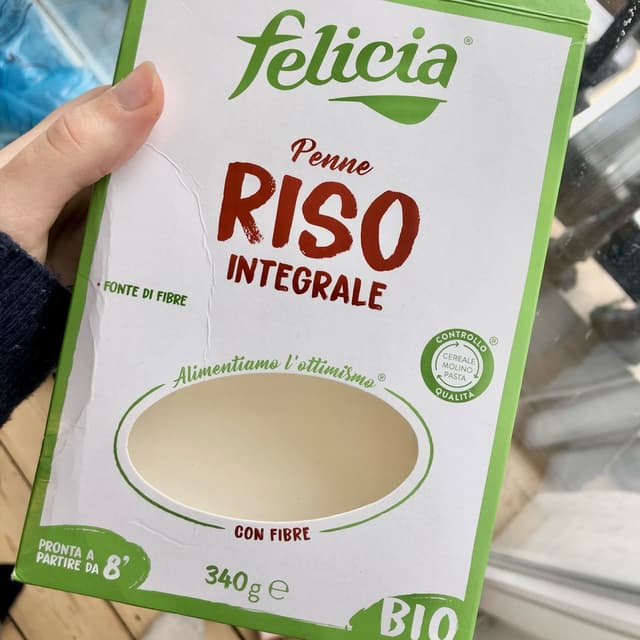 felicia®
Penne
RISO
INTEGRALE
• FONTE DI FIBRE
CONTROLLO
CEREALE
MOLINO
PASTA
QUALITÀ
®
Alimentiamo l'ottimismo®
CON FIBRE
PRONTA A
PARTIRE DA 8'
340g e
BIO